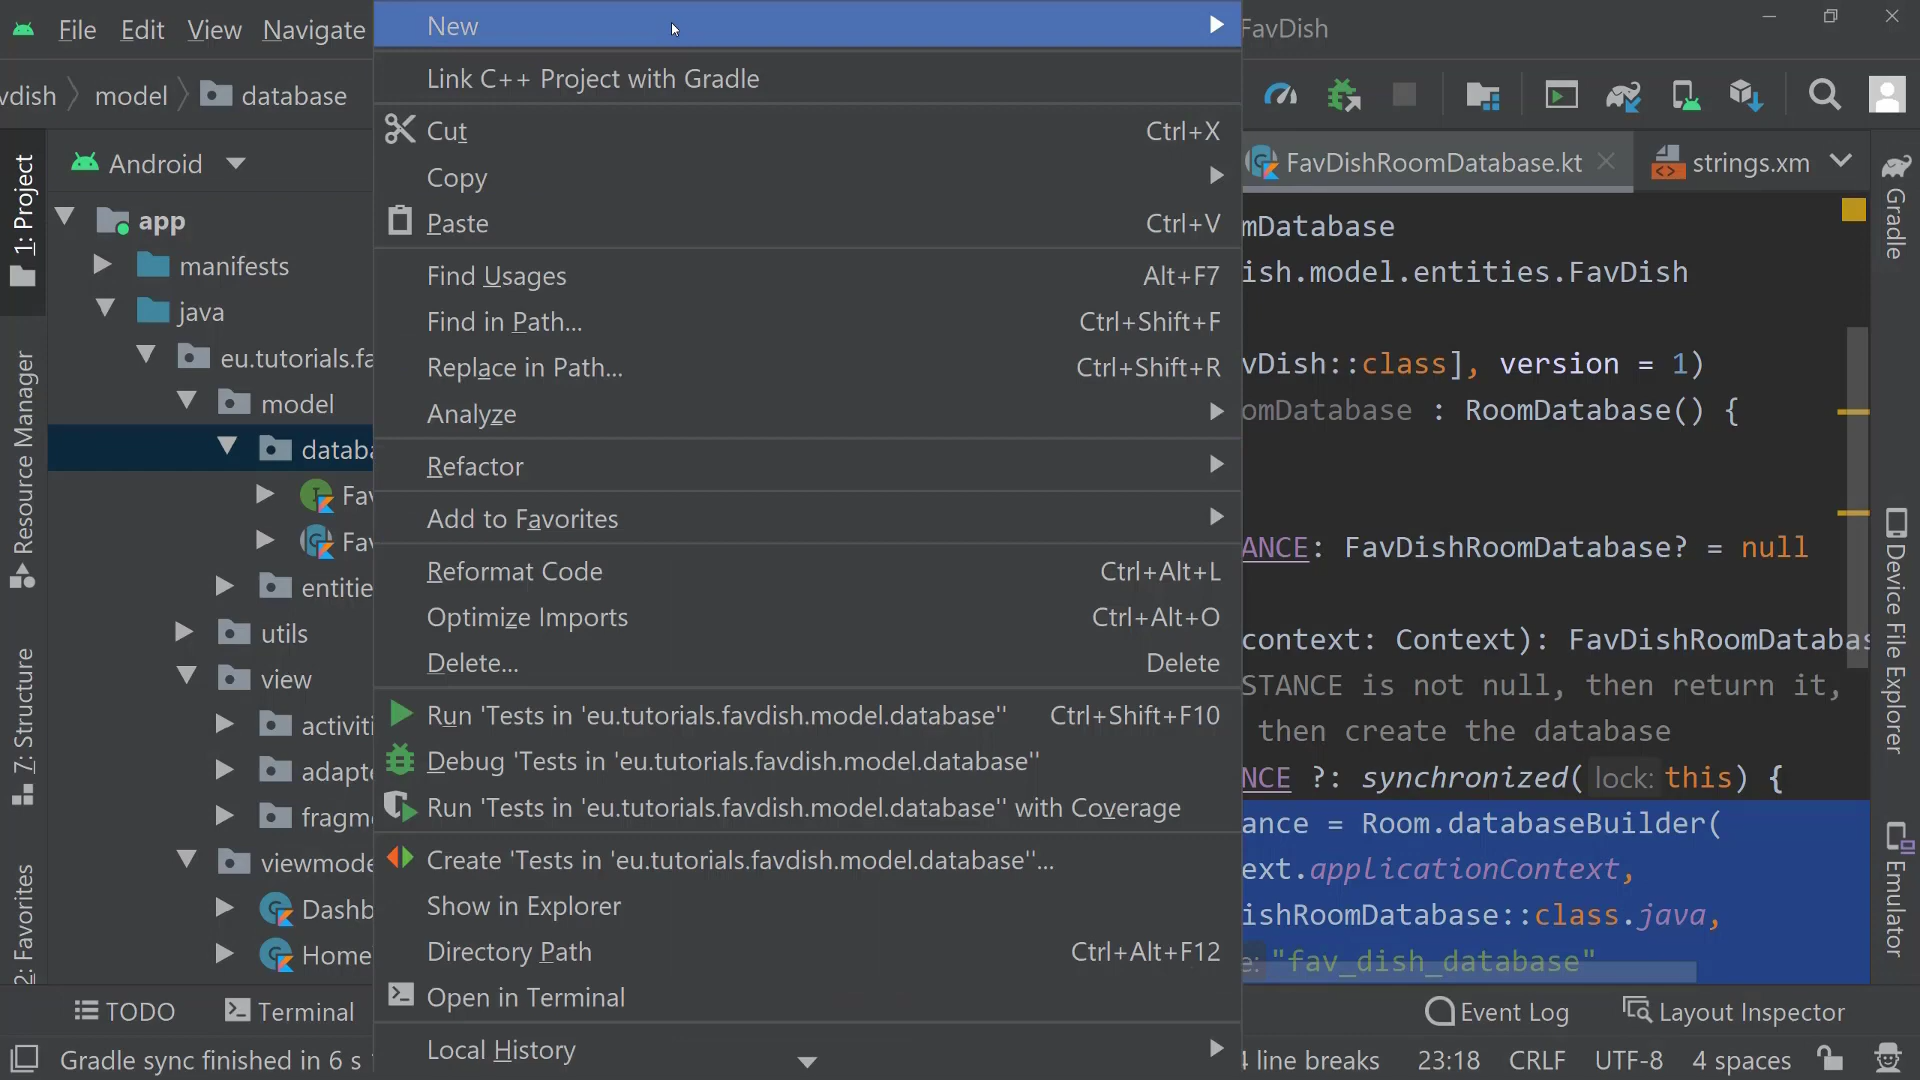 File Edit View Navigate
FavDish
vdish model database
1: Project
Resource Manager
7: Structure
2: Favorites
Android
app
manifests
java
eu.tutorials.fa
model
databa
Fav
Fav
entitie
utils
view
activiti
adapte
fragme
viewmode
Dashb
Home
New
Link C++ Project with Gradle
Cut Ctrl+X
Copy
Paste Ctrl+V
Find Usages Alt+F7
Find in Path... Ctrl+Shift+F
Replace in Path... Ctrl+Shift+R
Analyze
Refactor
Add to Favorites
Reformat Code Ctrl+Alt+L
Optimize Imports Ctrl+Alt+O
Delete... Delete
Run 'Tests in 'eu.tutorials.favdish.model.database'' Ctrl+Shift+F10
Debug 'Tests in 'eu.tutorials.favdish.model.database''
Run 'Tests in 'eu.tutorials.favdish.model.database'' with Coverage
Create 'Tests in 'eu.tutorials.favdish.model.database''...
Show in Explorer
Directory Path Ctrl+Alt+F12
Open in Terminal
Local History
FavDishRoomDatabase.kt strings.xm
mDatabase
ish.model.entities.FavDish
vDish::class], version = 1)
omDatabase : RoomDatabase() {
ANCE: FavDishRoomDatabase? = null
context: Context): FavDishRoomDatabas
STANCE is not null, then return it,
then create the database
NCE ?: synchronized( lock: this) {
ance = Room.databaseBuilder(
ext.applicationContext,
ishRoomDatabase::class.java,
e: "fav_dish_database"
Gradle
Device File Explorer
Emulator
TODO Terminal
Event Log Layout Inspector
Gradle sync finished in 6 s
4 line breaks 23:18 CRLF UTF-8 4 spaces